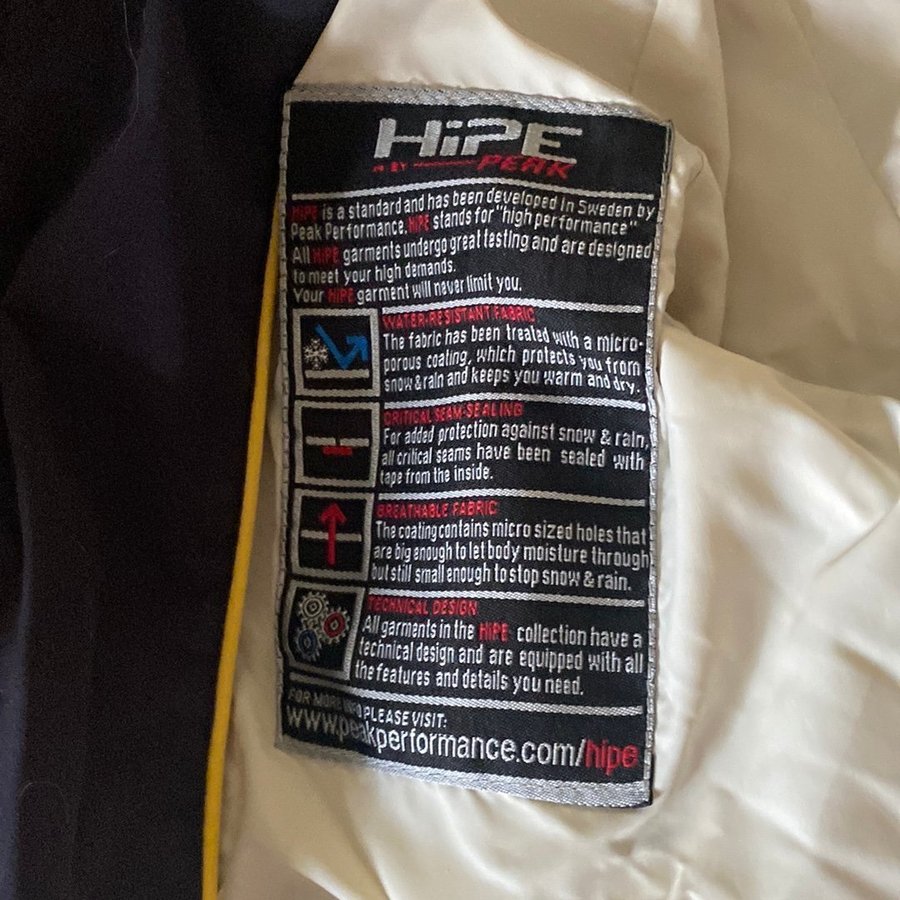 HiPE
BY PEAK
HiPE is a standard and has been developed in Sweden by
Peak Performance. HiPE stands for "high performance"
All HiPE garments undergo great testing and are designed
to meet your high demands.
Your HiPE garment will never limit you.
WATER-RESISTANT FABRIC
The fabric has been treated with a micro-
porous coating, which protects you from
snow & rain and keeps you warm and dry.
CRITICAL SEAM-SEALING
For added protection against snow & rain,
all critical seams have been sealed with
tape from the inside.
BREATHABLE FABRIC
The coating contains micro sized holes that
are big enough to let body moisture through
but still small enough to stop snow & rain.
TECHNICAL DESIGN
All garments in the HiPE collection have a
technical design and are equipped with all
the features and details you need.
FOR MORE INFO PLEASE VISIT:
www.peakperformance.com/hipe